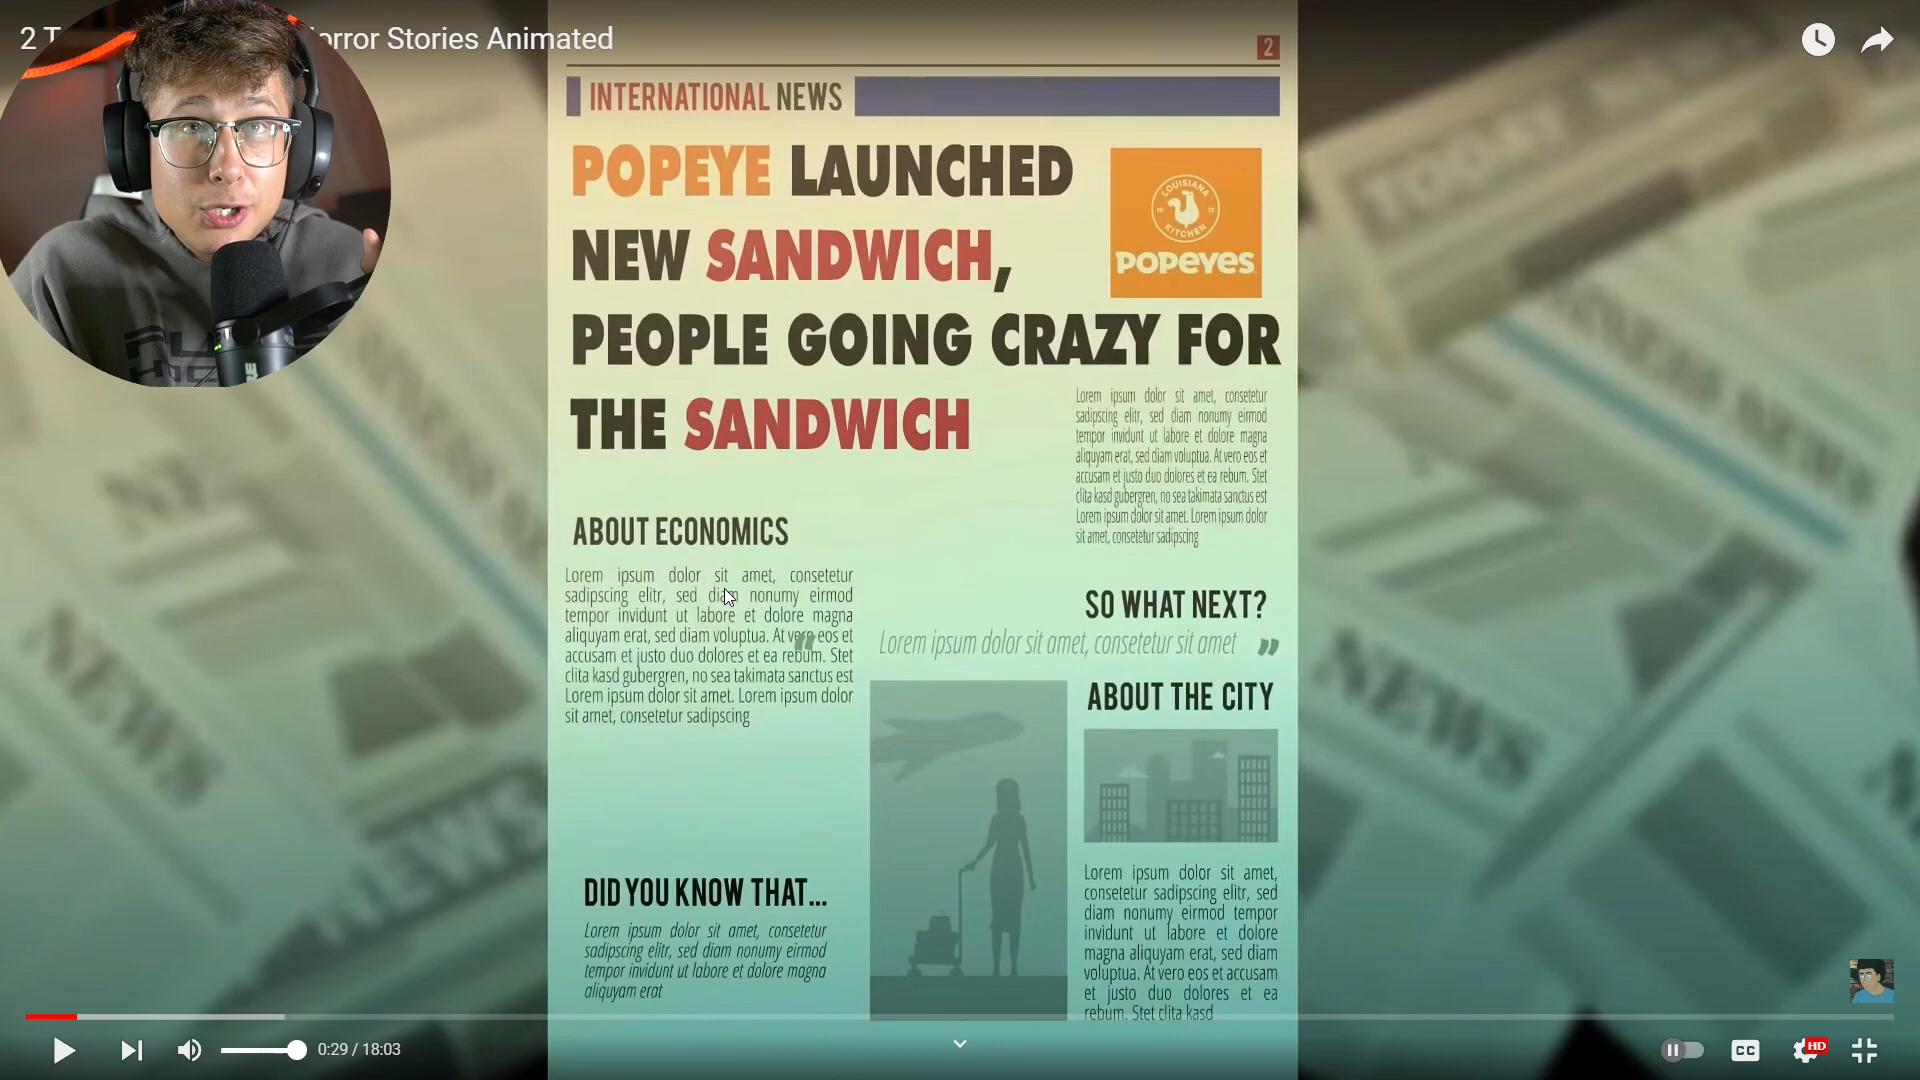 2 T
orror Stories Animated
2
INTERNATIONAL NEWS
POPEYE LAUNCHED
NEW SANDWICH,
PEOPLE GOING CRAZY FOR
THE SANDWICH
LOUISIANA
KITCHEN
POPEYES
Lorem ipsum dolor sit amet, consetetur
sadipscing elitr, sed diam nonumy eirmod
tempor invidunt ut labore et dolore magna
aliquyam erat, sed diam voluptua. At vero eos et
accusam et justo duo dolores et ea rebum. Stet
clita kasd gubergren, no sea takimata sanctus est
Lorem ipsum dolor sit amet. Lorem ipsum dolor
sit amet, consetetur sadipscing
ABOUT ECONOMICS
Lorem ipsum dolor sit amet, consetetur
sadipscing elitr, sed diam nonumy eirmod
tempor invidunt ut labore et dolore magna
aliquyam erat, sed diam voluptua. At vero eos et
accusam et justo duo dolores et ea rebum. Stet
clita kasd gubergren, no sea takimata sanctus est
Lorem ipsum dolor sit amet. Lorem ipsum dolor
sit amet, consetetur sadipscing
SO WHAT NEXT?
“ Lorem ipsum dolor sit amet, consetetur sit amet ”
ABOUT THE CITY
Lorem ipsum dolor sit amet,
consetetur sadipscing elitr, sed
diam nonumy eirmod tempor
invidunt ut labore et dolore
magna aliquyam erat, sed diam
voluptua. At vero eos et accusam
et justo duo dolores et ea
rebum. Stet clita kasd
DID YOU KNOW THAT...
Lorem ipsum dolor sit amet, consetetur
sadipscing elitr, sed diam nonumy eirmod
tempor invidunt ut labore et dolore magna
aliquyam erat
NEWS
NEWS
NEWS
NEWS
0:29 / 18:03
CC
HD